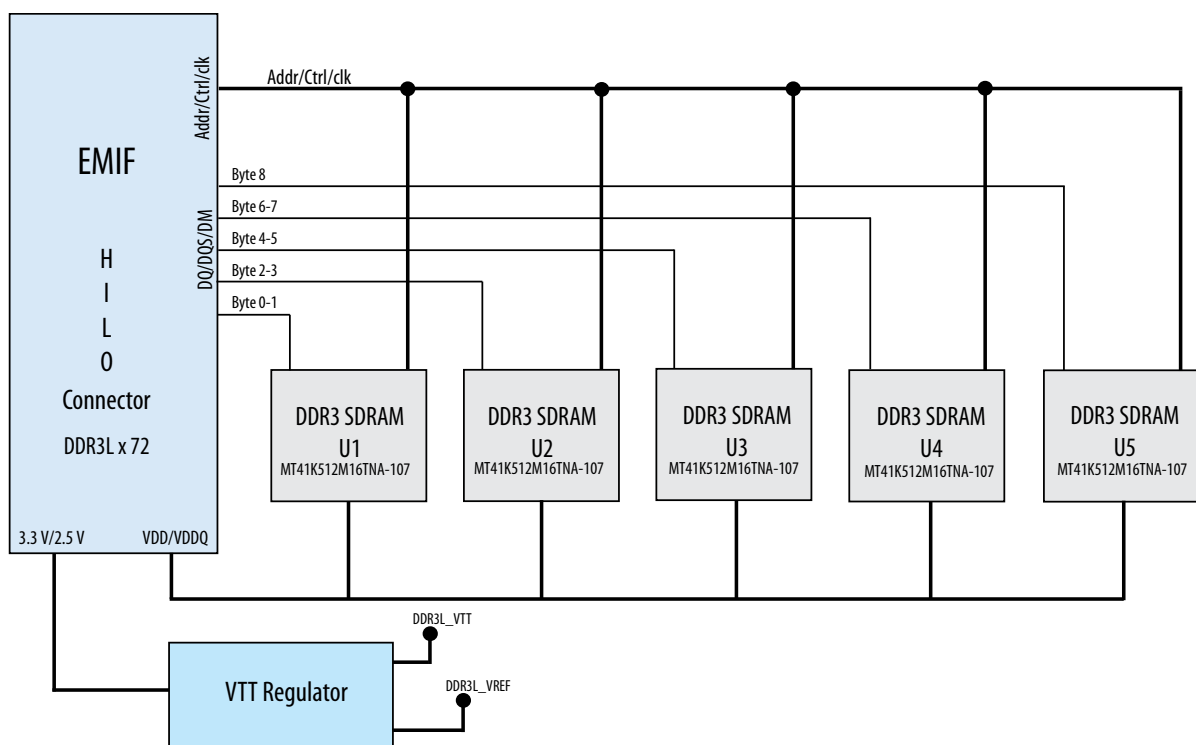 Addr/Ctrl/clk
Addr/Ctrl/clk
EMIF
H
I
L
O
Connector
DDR3L x 72
DQ/DQS/DM
Byte 8
Byte 6-7
Byte 4-5
Byte 2-3
Byte 0-1
DDR3 SDRAM
U1
MT41K512M16TNA-107
DDR3 SDRAM
U2
MT41K512M16TNA-107
DDR3 SDRAM
U3
MT41K512M16TNA-107
DDR3 SDRAM
U4
MT41K512M16TNA-107
DDR3 SDRAM
U5
MT41K512M16TNA-107
3.3 V/2.5 V
VDD/VDDQ
DDR3L_VTT
VTT Regulator
DDR3L_VREF